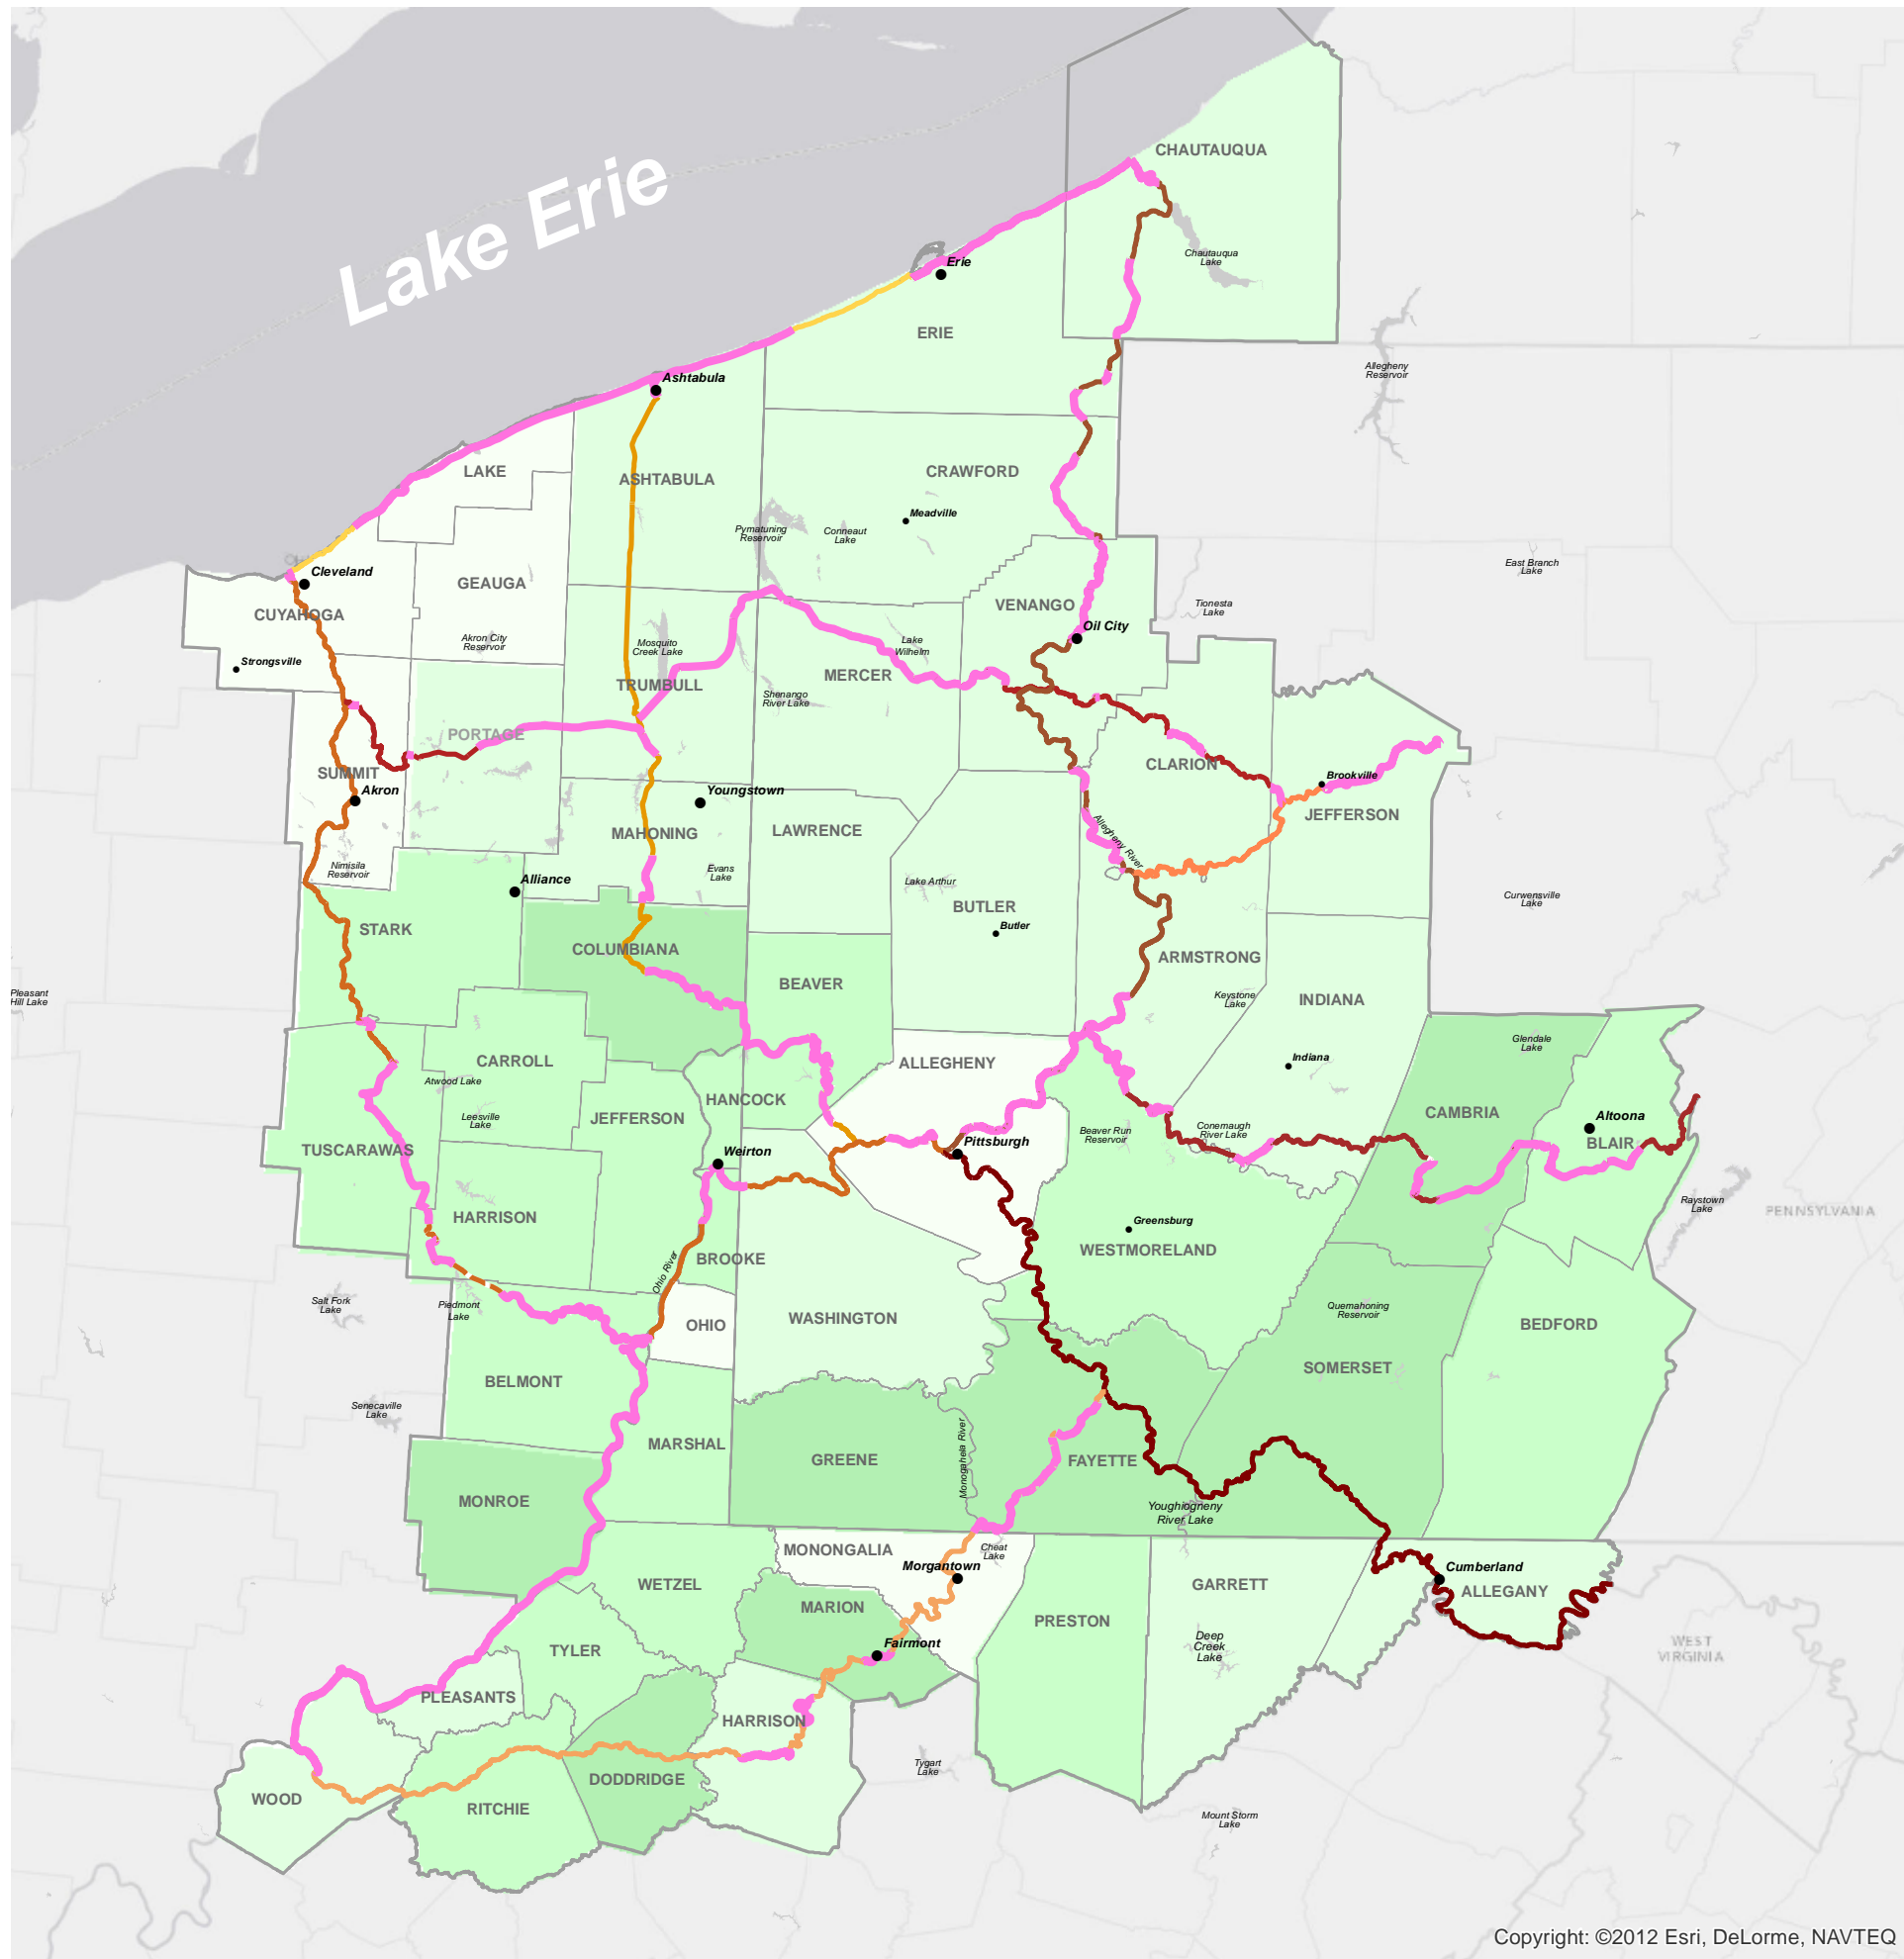 Lake Erie
CHAUTAUQUA
Chautauqua
Lake
Erie
ERIE
Allegheny
Reservoir
Ashtabula
LAKE
ASHTABULA
CRAWFORD
Meadville
Pymatuning
Reservoir
Conneaut
Lake
East Branch
Lake
Cleveland
GEAUGA
CUYAHOGA
VENANGO
Tionesta
Lake
Oil City
Akron City
Reservoir
Mosquito
Creek Lake
Lake
Wilhelm
Strongsville
MERCER
TRUMBULL
Shenango
River Lake
PORTAGE
CLARION
SUMMIT
Brookville
Akron
Youngstown
JEFFERSON
MAHONING
LAWRENCE
Allegheny River
Nimisila
Reservoir
Evans
Lake
Alliance
Lake Arthur
BUTLER
Curwensville
Lake
STARK
Butler
COLUMBIANA
ARMSTRONG
BEAVER
Pleasant
Hill Lake
Keystone
Lake
INDIANA
Glendale
Lake
CARROLL
ALLEGHENY
Indiana
Atwood Lake
HANCOCK
CAMBRIA
Leesville
Lake
JEFFERSON
Altoona
Beaver Run
Reservoir
Conemaugh
River Lake
BLAIR
TUSCARAWAS
Weirton
Pittsburgh
Raystown
Lake
PENNSYLVANIA
HARRISON
Greensburg
WESTMORELAND
BROOKE
Ohio River
Salt Fork
Lake
Piedmont
Lake
Quemahoning
Reservoir
WASHINGTON
OHIO
BEDFORD
SOMERSET
BELMONT
Senecaville
Lake
MARSHAL
GREENE
Monogahela River
FAYETTE
MONROE
Youghiogheny
River Lake
MONONGALIA
Cheat
Lake
Morgantown
Cumberland
WETZEL
GARRETT
ALLEGANY
MARION
PRESTON
Fairmont
Deep
Creek
Lake
WEST
VIRGINIA
TYLER
PLEASANTS
HARRISON
Tygart
Lake
DODDRIDGE
WOOD
RITCHIE
Mount Storm
Lake
Copyright: ©2012 Esri, DeLorme, NAVTEQ